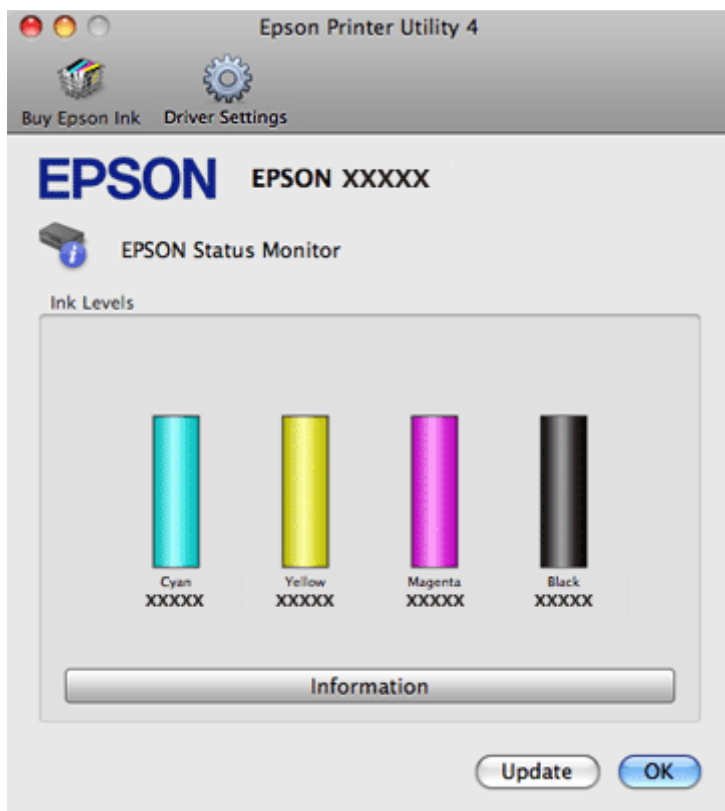 Epson Printer Utility 4
Buy Epson Ink Driver Settings
EPSON EPSON XXXXX
EPSON Status Monitor
Ink Levels
Cyan Yellow Magenta Black
XXXXX XXXXX XXXXX XXXXX
Information
Update OK